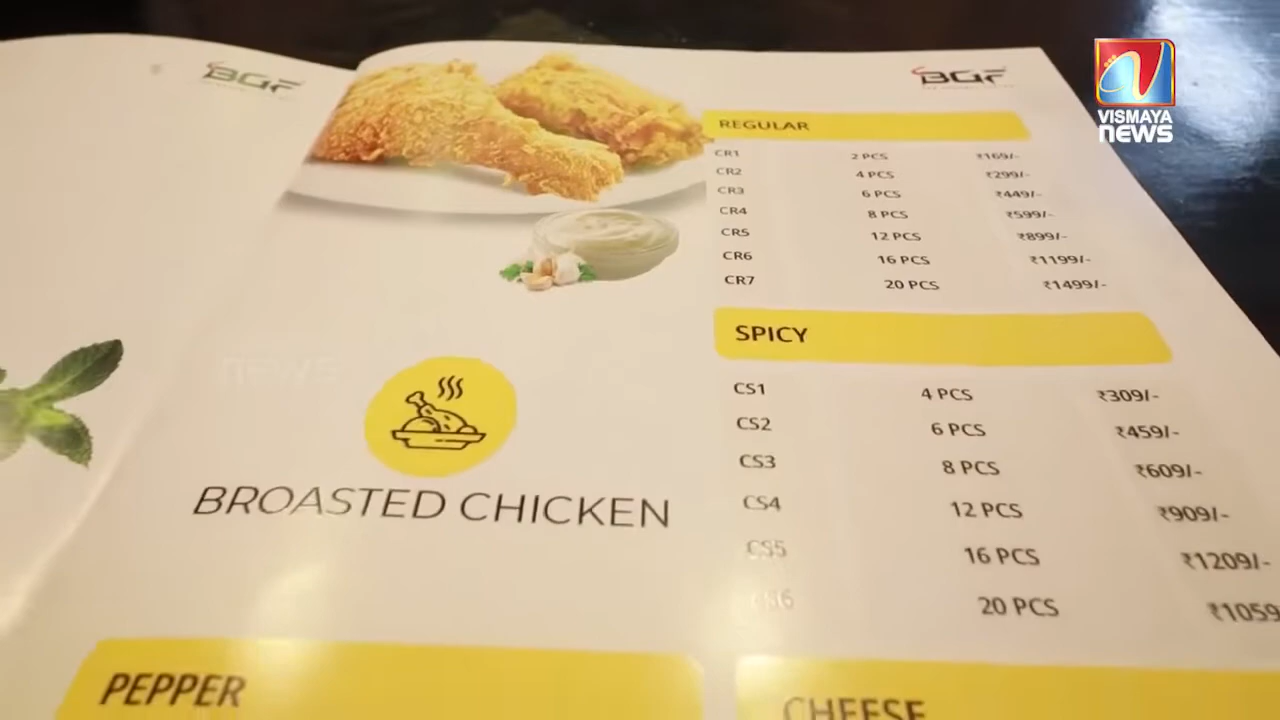 BGF
BGF
VISMAYA
NEWS
REGULAR
CR1 2 PCS ₹169/-
CR2 4 PCS ₹299/-
CR3 6 PCS ₹449/-
CR4 8 PCS ₹599/-
CR5 12 PCS ₹899/-
CR6 16 PCS ₹1199/-
CR7 20 PCS ₹1499/-
SPICY
CS1 4 PCS ₹309/-
CS2 6 PCS ₹459/-
CS3 8 PCS ₹609/-
CS4 12 PCS ₹909/-
CS5 16 PCS ₹1209/-
20 PCS ₹1059
BROASTED CHICKEN
PEPPER
CHEESE